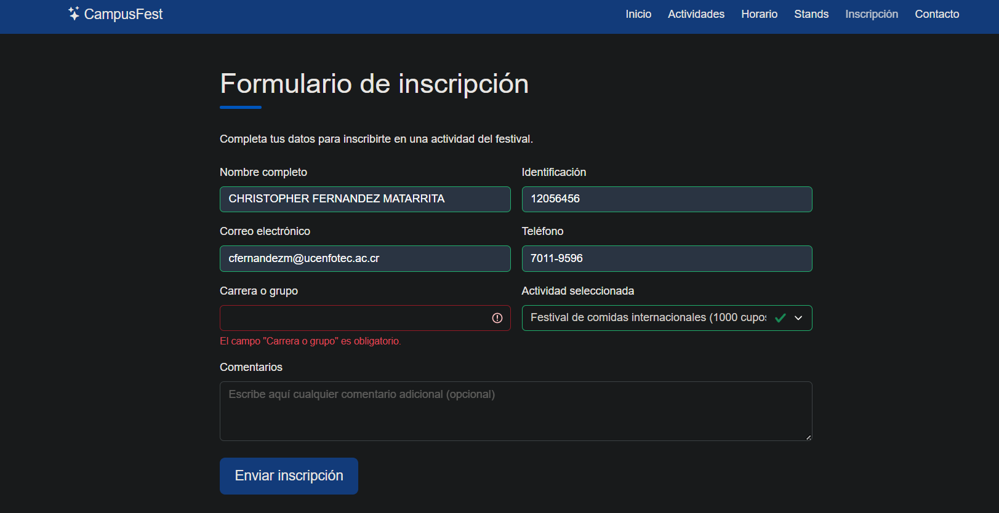 CampusFest
Inicio Actividades Horario Stands Inscripción Contacto
Formulario de inscripción
Completa tus datos para inscribirte en una actividad del festival.
Nombre completo
Identificación
CHRISTOPHER FERNANDEZ MATARRITA
12056456
Correo electrónico
Teléfono
cfernandezm@ucenfotec.ac.cr
7011-9596
Carrera o grupo
Actividad seleccionada
Festival de comidas internacionales (1000 cupos
El campo "Carrera o grupo" es obligatorio.
Comentarios
Escribe aquí cualquier comentario adicional (opcional)
Enviar inscripción